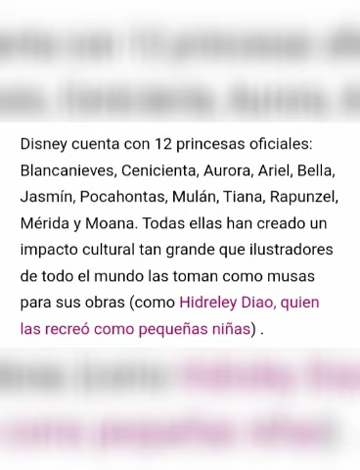 Disney cuenta con 12 princesas oficiales:
Blancanieves, Cenicienta, Aurora, Ariel, Bella,
Jasmín, Pocahontas, Mulán, Tiana, Rapunzel,
Mérida y Moana. Todas ellas han creado un
impacto cultural tan grande que ilustradores
de todo el mundo las toman como musas
para sus obras (como Hidreley Diao, quien
las recreó como pequeñas niñas) .